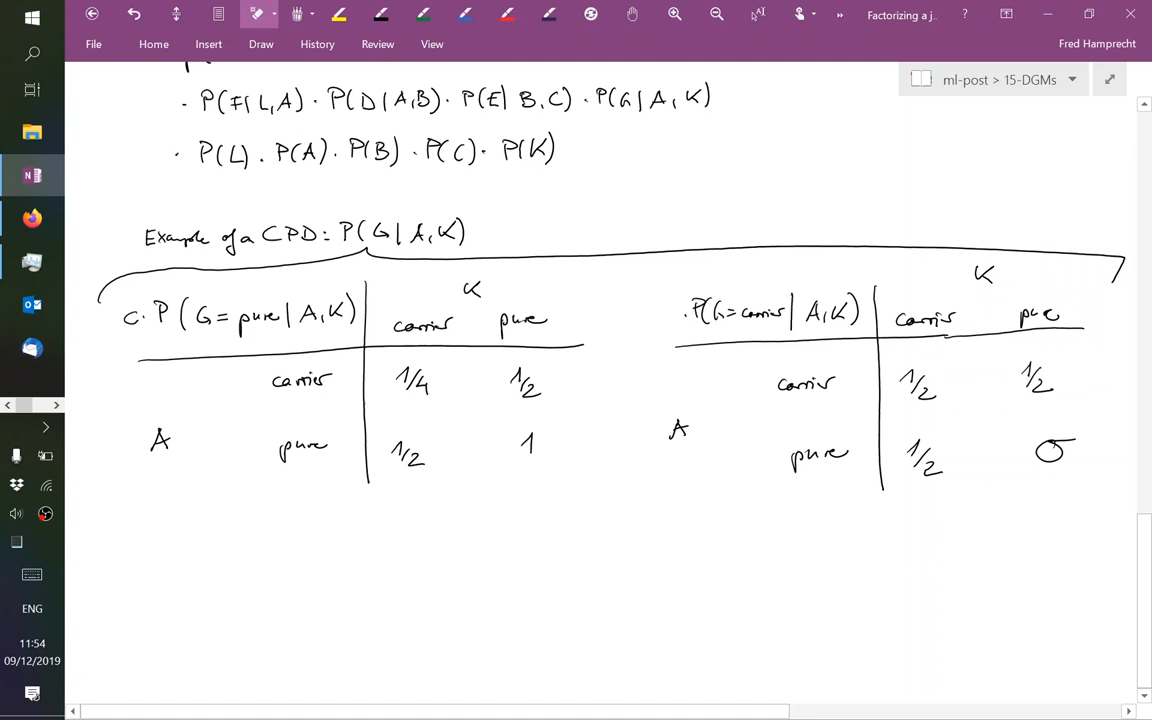 Factorizing a j...
File Home Insert Draw History Review View
Fred Hamprecht
ml-post > 15-DGMs
· P(F|L,A) · P(D|A,B) · P(E|B,C) · P(G|A,K)
· P(L) · P(A) · P(B) · P(C) · P(K)
Example of a CPD: P(G|A,K)
c · P(G = pure | A,K)
K
carrier pure
carrier 1/4 1/2
A
pure 1/2 1
· P(G = carrier | A,K)
K
carrier pure
carrier 1/2 1/2
A
pure 1/2 0
ENG
11:54
09/12/2019